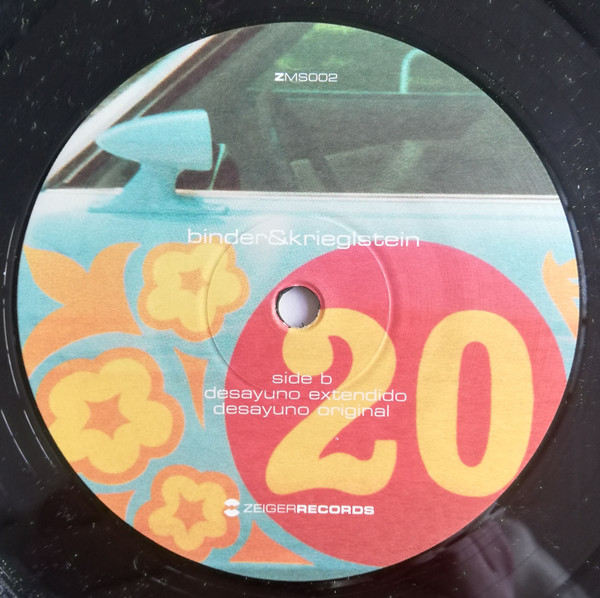 ZMS002
binder&krieglstein
20
side b
desayuno extendido
desayuno original
ZEIGERRECORDS